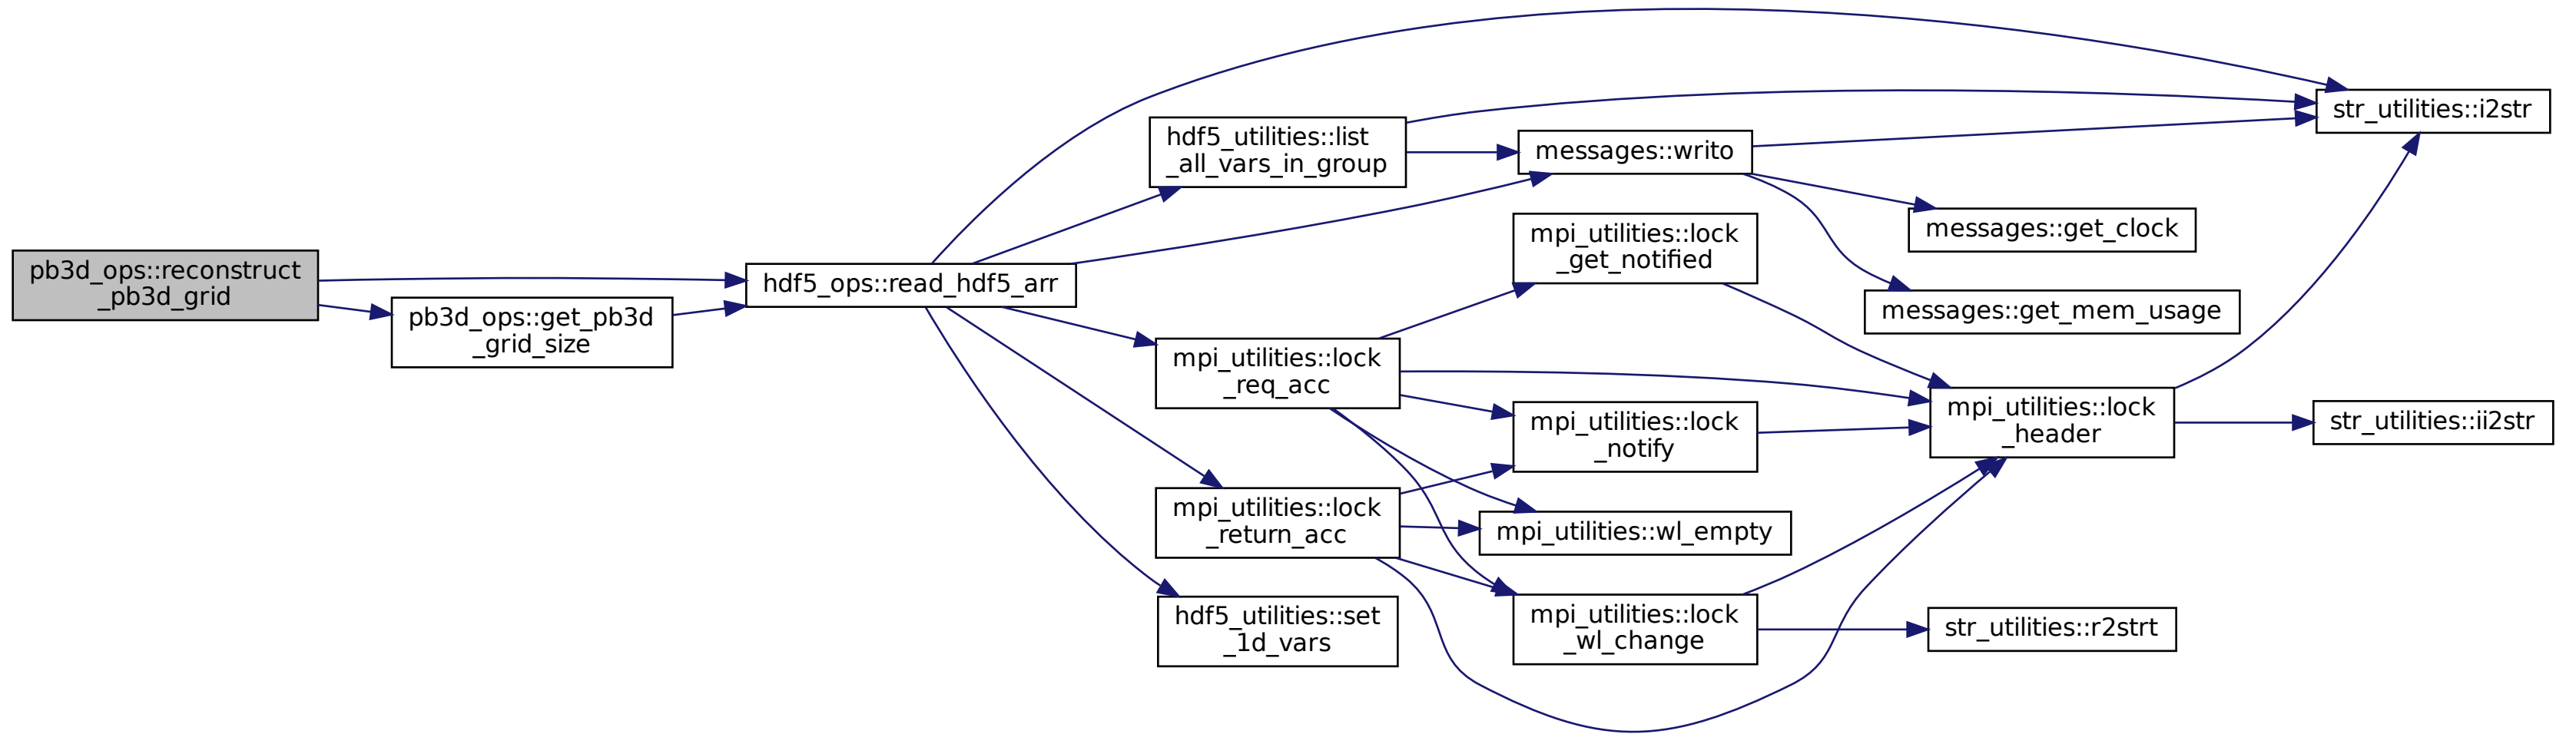 pb3d_ops::reconstruct
_pb3d_grid
pb3d_ops::get_pb3d
_grid_size
hdf5_ops::read_hdf5_arr
hdf5_utilities::list
_all_vars_in_group
mpi_utilities::lock
_req_acc
mpi_utilities::lock
_return_acc
hdf5_utilities::set
_1d_vars
messages::writo
mpi_utilities::lock
_get_notified
mpi_utilities::lock
_notify
mpi_utilities::wl_empty
mpi_utilities::lock
_wl_change
messages::get_clock
messages::get_mem_usage
mpi_utilities::lock
_header
str_utilities::r2strt
str_utilities::i2str
str_utilities::ii2str